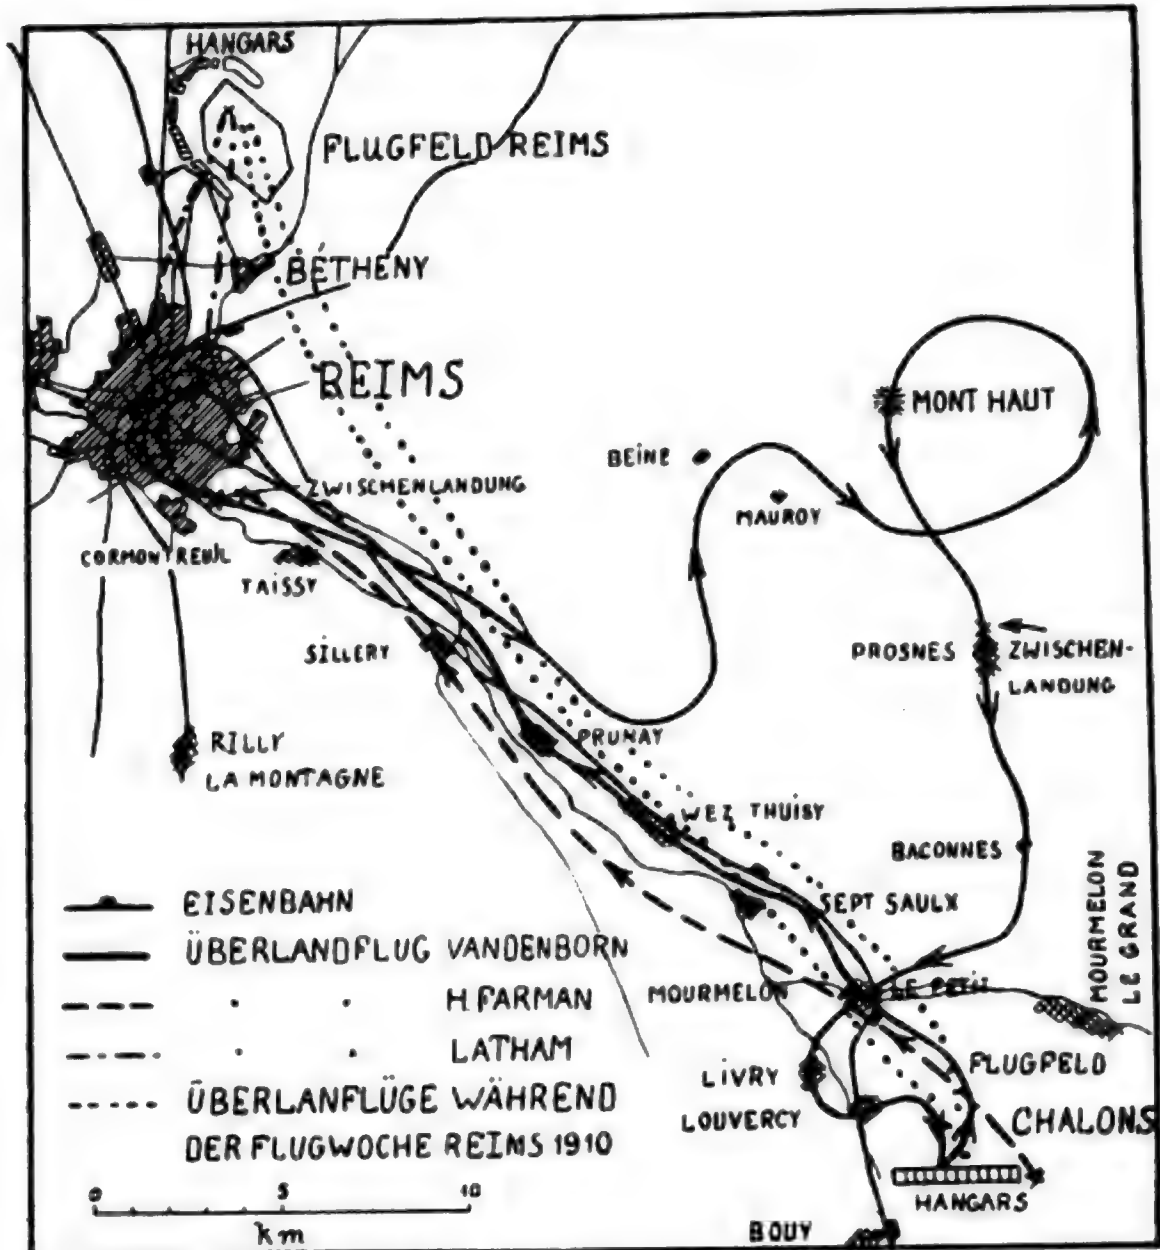 HANGARS
FLUGFELD REIMS
BÉTHENY
REIMS
MONT HAUT
BEINE
MAUROY
ZWISCHENLANDUNG
CORMONTREUIL
TAISSY
SILLERY
PROSNES
ZWISCHEN-
LANDUNG
PRUNAY
RILLY
LA MONTAGNE
WEZ THUISY
BACONNES
MOURMELON
LE GRAND
SEPT SAULX
MOURMELON LE PETIT
LIVRY
LOUVERCY
FLUGFELD
CHALONS
HANGARS
BOUY
EISENBAHN
ÜBERLANDFLUG VANDENBORN
" " H. FARMAN
" " LATHAM
ÜBERLANFLÜGE WÄHREND
DER FLUGWOCHE REIMS 1910
0 5 10
km